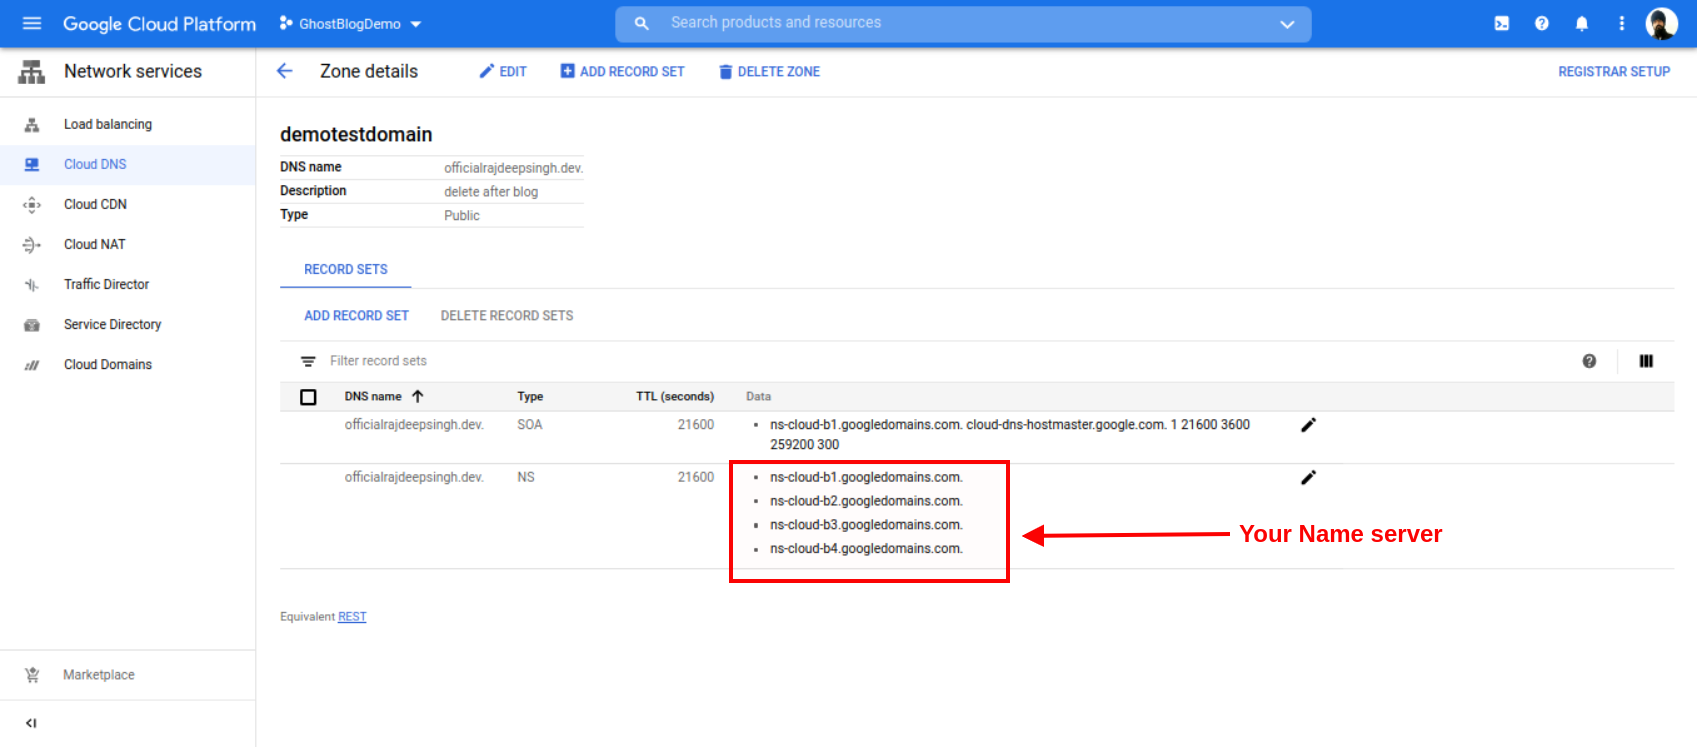 Google Cloud Platform GhostBlogDemo Search products and resources
Network services
Zone details EDIT ADD RECORD SET DELETE ZONE REGISTRAR SETUP
Load balancing
Cloud DNS
Cloud CDN
Cloud NAT
Traffic Director
Service Directory
Cloud Domains
Marketplace
demotestdomain
DNS name officialrajdeepsingh.dev.
Description delete after blog
Type Public
RECORD SETS
ADD RECORD SET DELETE RECORD SETS
Filter record sets
DNS name Type TTL (seconds) Data
officialrajdeepsingh.dev. SOA 21600 ns-cloud-b1.googledomains.com. cloud-dns-hostmaster.google.com. 1 21600 3600
259200 300
officialrajdeepsingh.dev. NS 21600 ns-cloud-b1.googledomains.com.
ns-cloud-b2.googledomains.com.
ns-cloud-b3.googledomains.com.
ns-cloud-b4.googledomains.com.
Your Name server
Equivalent REST